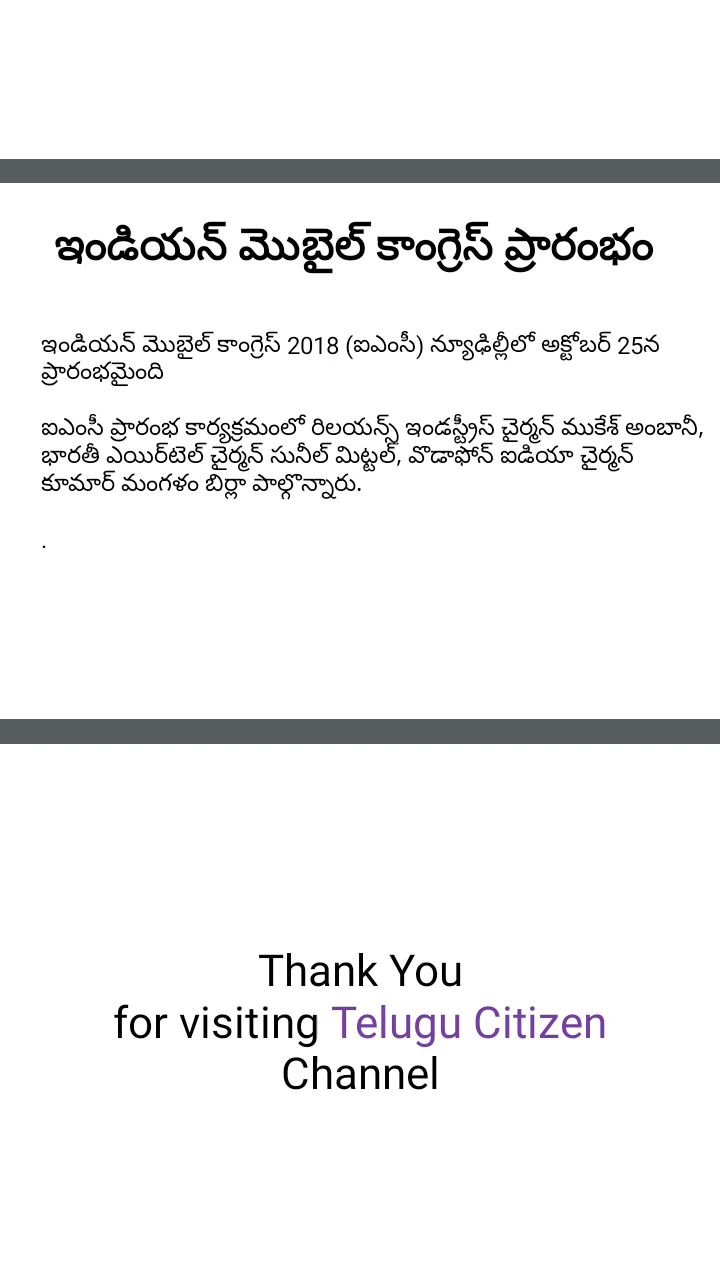 ఇండియన్ మొబైల్ కాంగ్రెస్ ప్రారంభం
ఇండియన్ మొబైల్ కాంగ్రెస్ 2018 (ఐఎంసీ) న్యూఢిల్లీలో అక్టోబర్ 25న
ప్రారంభమైంది
ఐఎంసీ ప్రారంభ కార్యక్రమంలో రిలయన్స్ ఇండస్ట్రీస్ చైర్మన్ ముకేశ్ అంబానీ,
భారతీ ఎయిర్‌టెల్ చైర్మన్ సునీల్ మిట్టల్, వొడాఫోన్ ఐడియా చైర్మన్
కూమార్ మంగళం బిర్లా పాల్గొన్నారు.
.
Thank You
for visiting Telugu Citizen
Channel